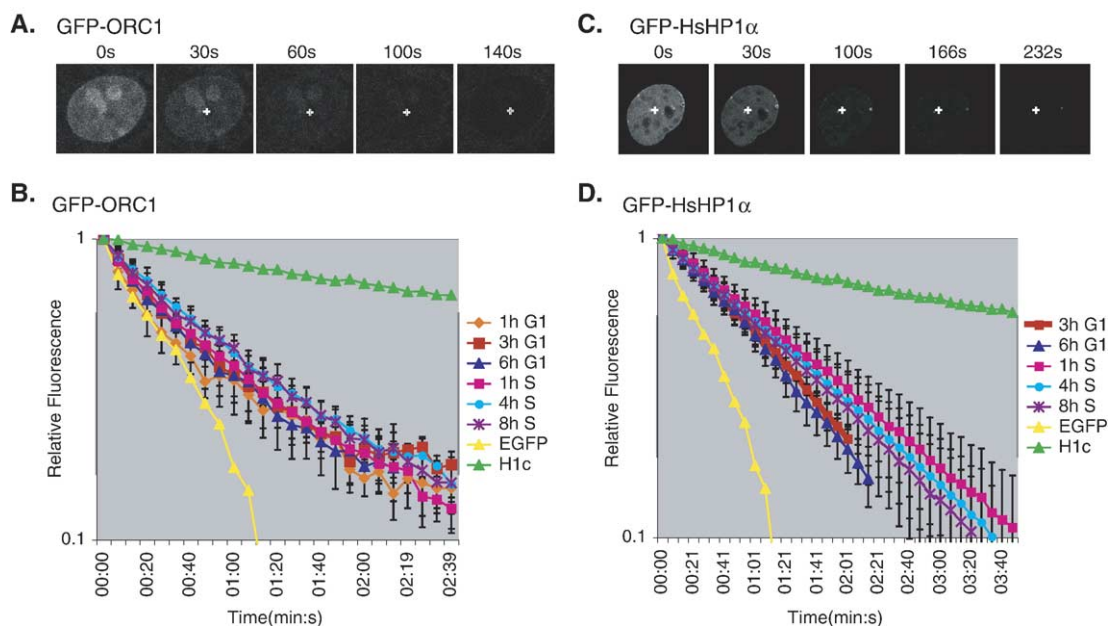 A. GFP-ORC1
0s 30s 60s 100s 140s
C. GFP-HsHP1α
0s 30s 100s 166s 232s
B. GFP-ORC1
1
0.1
Relative Fluorescence
00:00 00:20 00:40 01:00 01:20 01:40 02:00 02:19 02:39
Time(min:s)
1h G1
3h G1
6h G1
1h S
4h S
8h S
EGFP
H1c
D. GFP-HsHP1α
1
0.1
Relative Fluorescence
00:00 00:21 00:41 01:01 01:21 01:41 02:01 02:21 02:40 03:00 03:20 03:40
Time(min:s)
3h G1
6h G1
1h S
4h S
8h S
EGFP
H1c